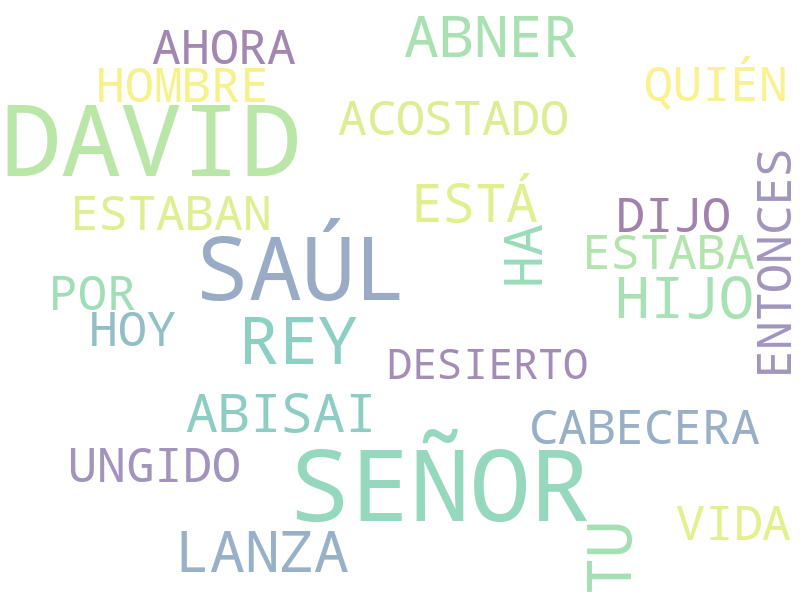 ABNER
AHORA
HOMBRE
QUIÉN
DAVID
ACOSTADO
ESTABAN
ESTÁ
DIJO
ENTONCES
SAÚL
HA
ESTABA
POR
HIJO
HOY
REY
DESIERTO
ABISAI
CABECERA
UNGIDO
SEÑOR
VIDA
LANZA
TU